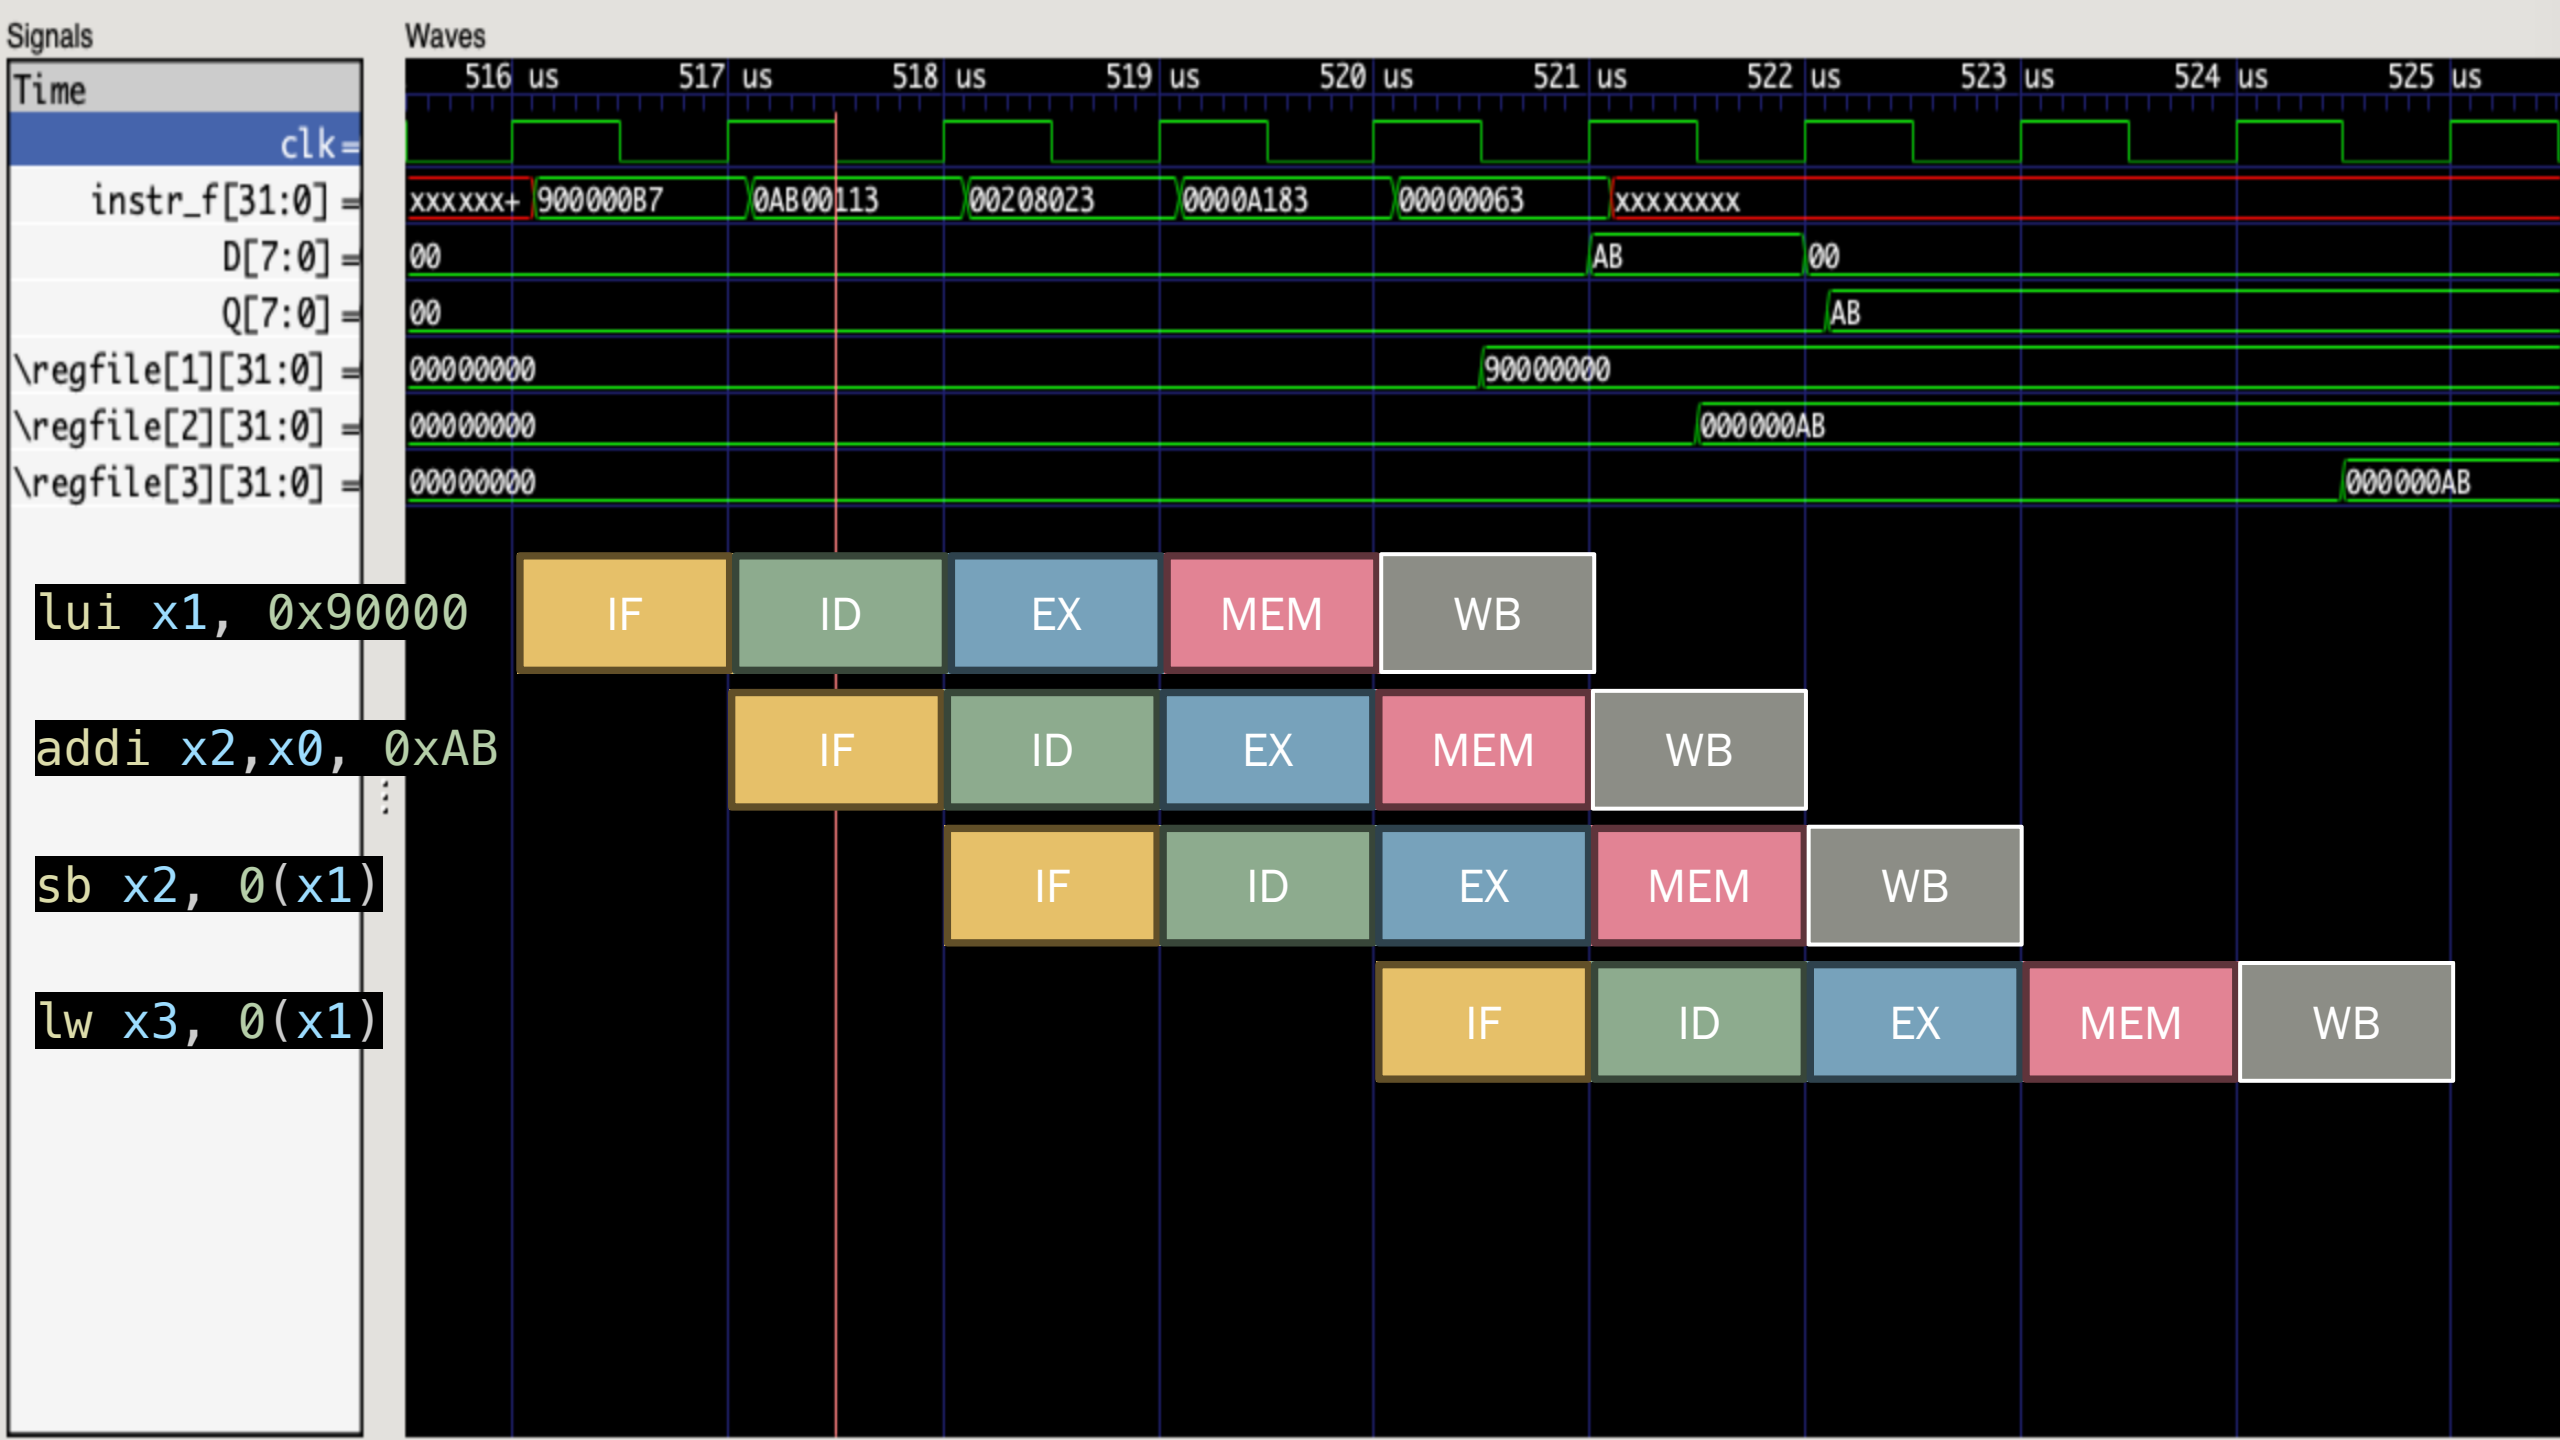 Signals
Waves
Time
516 us 517 us 518 us 519 us 520 us 521 us 522 us 523 us 524 us 525 us
clk=
instr_f[31:0] = xxxxxx+ 900000B7 0AB00113 00208023 0000A183 00000063 xxxxxxxx
D[7:0] = 00 AB 00
Q[7:0] = 00 AB
\regfile[1][31:0] = 00000000 90000000
\regfile[2][31:0] = 00000000 000000AB
\regfile[3][31:0] = 00000000 000000AB
lui x1, 0x90000 IF ID EX MEM WB
addi x2,x0, 0xAB IF ID EX MEM WB
sb x2, 0(x1) IF ID EX MEM WB
lw x3, 0(x1) IF ID EX MEM WB